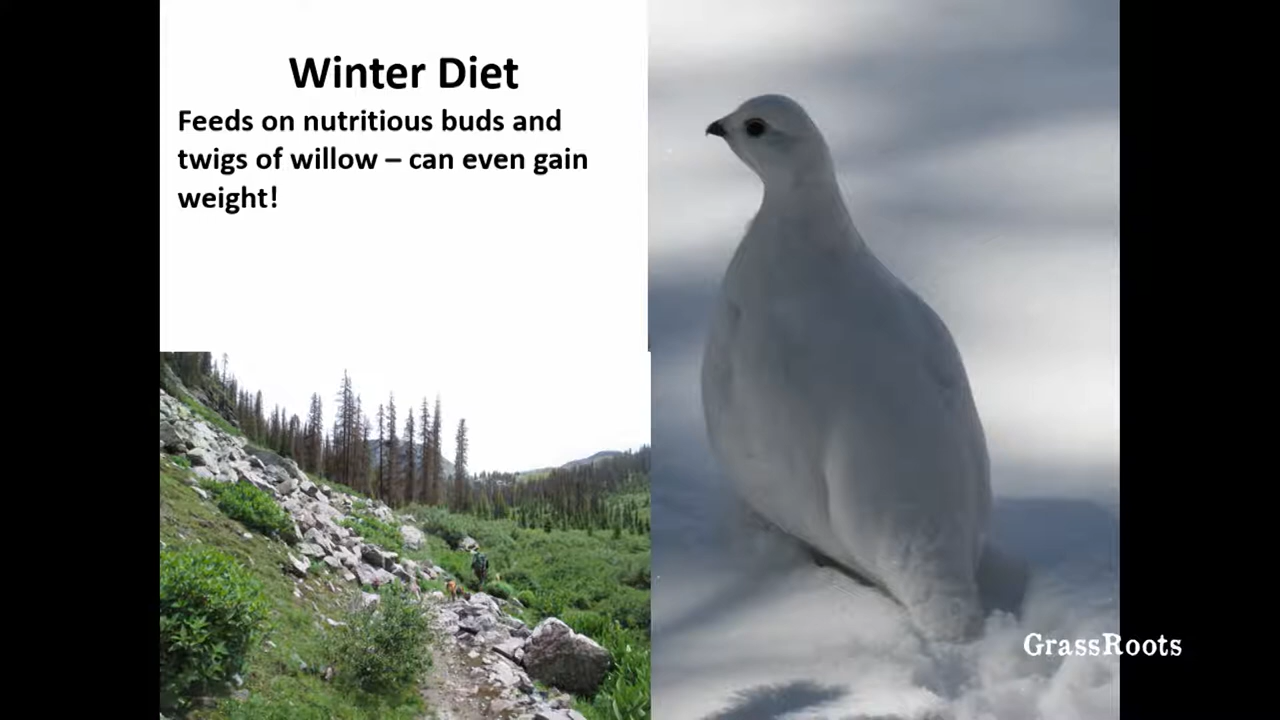 Winter Diet
Feeds on nutritious buds and
twigs of willow – can even gain
weight!
GrassRoots